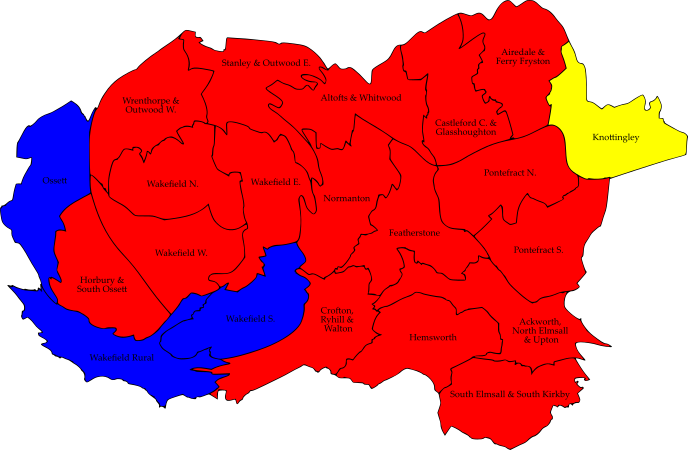 Airedale &
Ferry Fryston
Stanley & Outwood E.
Altofts & Whitwood
Wrenthorpe &
Outwood W.
Castleford C. &
Glasshoughton
Knottingley
Ossett
Wakefield N.
Wakefield E.
Pontefract N.
Normanton
Featherstone
Wakefield W.
Pontefract S.
Horbury &
South Ossett
Wakefield S.
Crofton,
Ryhill &
Walton
Ackworth,
North Elmsall
& Upton
Hemsworth
Wakefield Rural
South Elmsall & South Kirkby